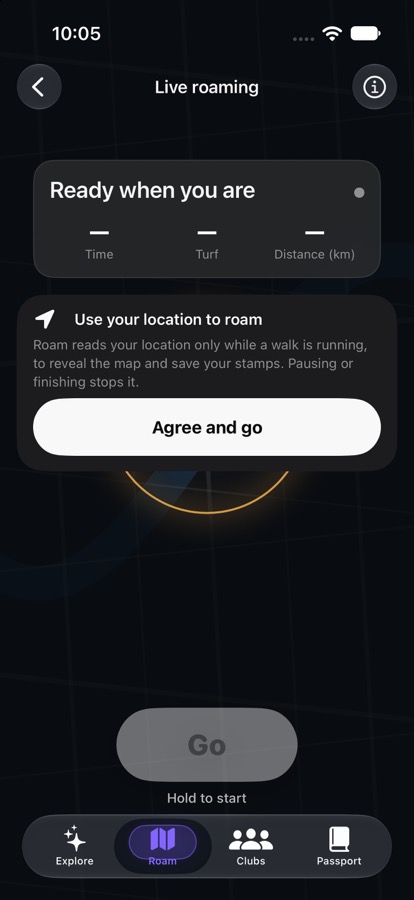 10:05
Live roaming
Ready when you are
Time
Turf
Distance (km)
Use your location to roam
Roam reads your location only while a walk is running,
to reveal the map and save your stamps. Pausing or
finishing stops it.
Agree and go
Go
Hold to start
Explore
Roam
Clubs
Passport